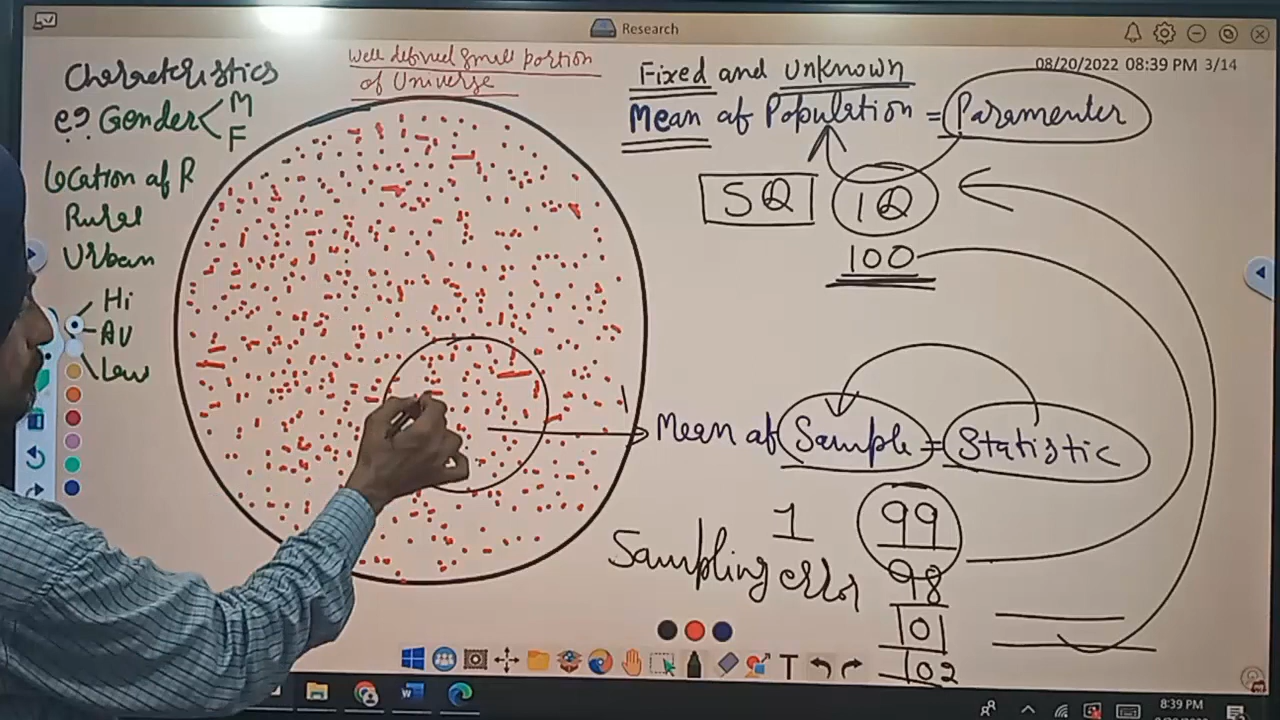 Research
08/20/2022 08:39 PM 3/14
Characteristics
eg. Gender M
F
Location of R
Rural
Urban
Hi
AV
Low
Well defined small portion
of Universe
Fixed and Unknown
Mean of Population = Paramenter
SQ IQ
100
Mean of Sample = Statistic
1 99
Sampling error 98
101
102
T
8:39 PM